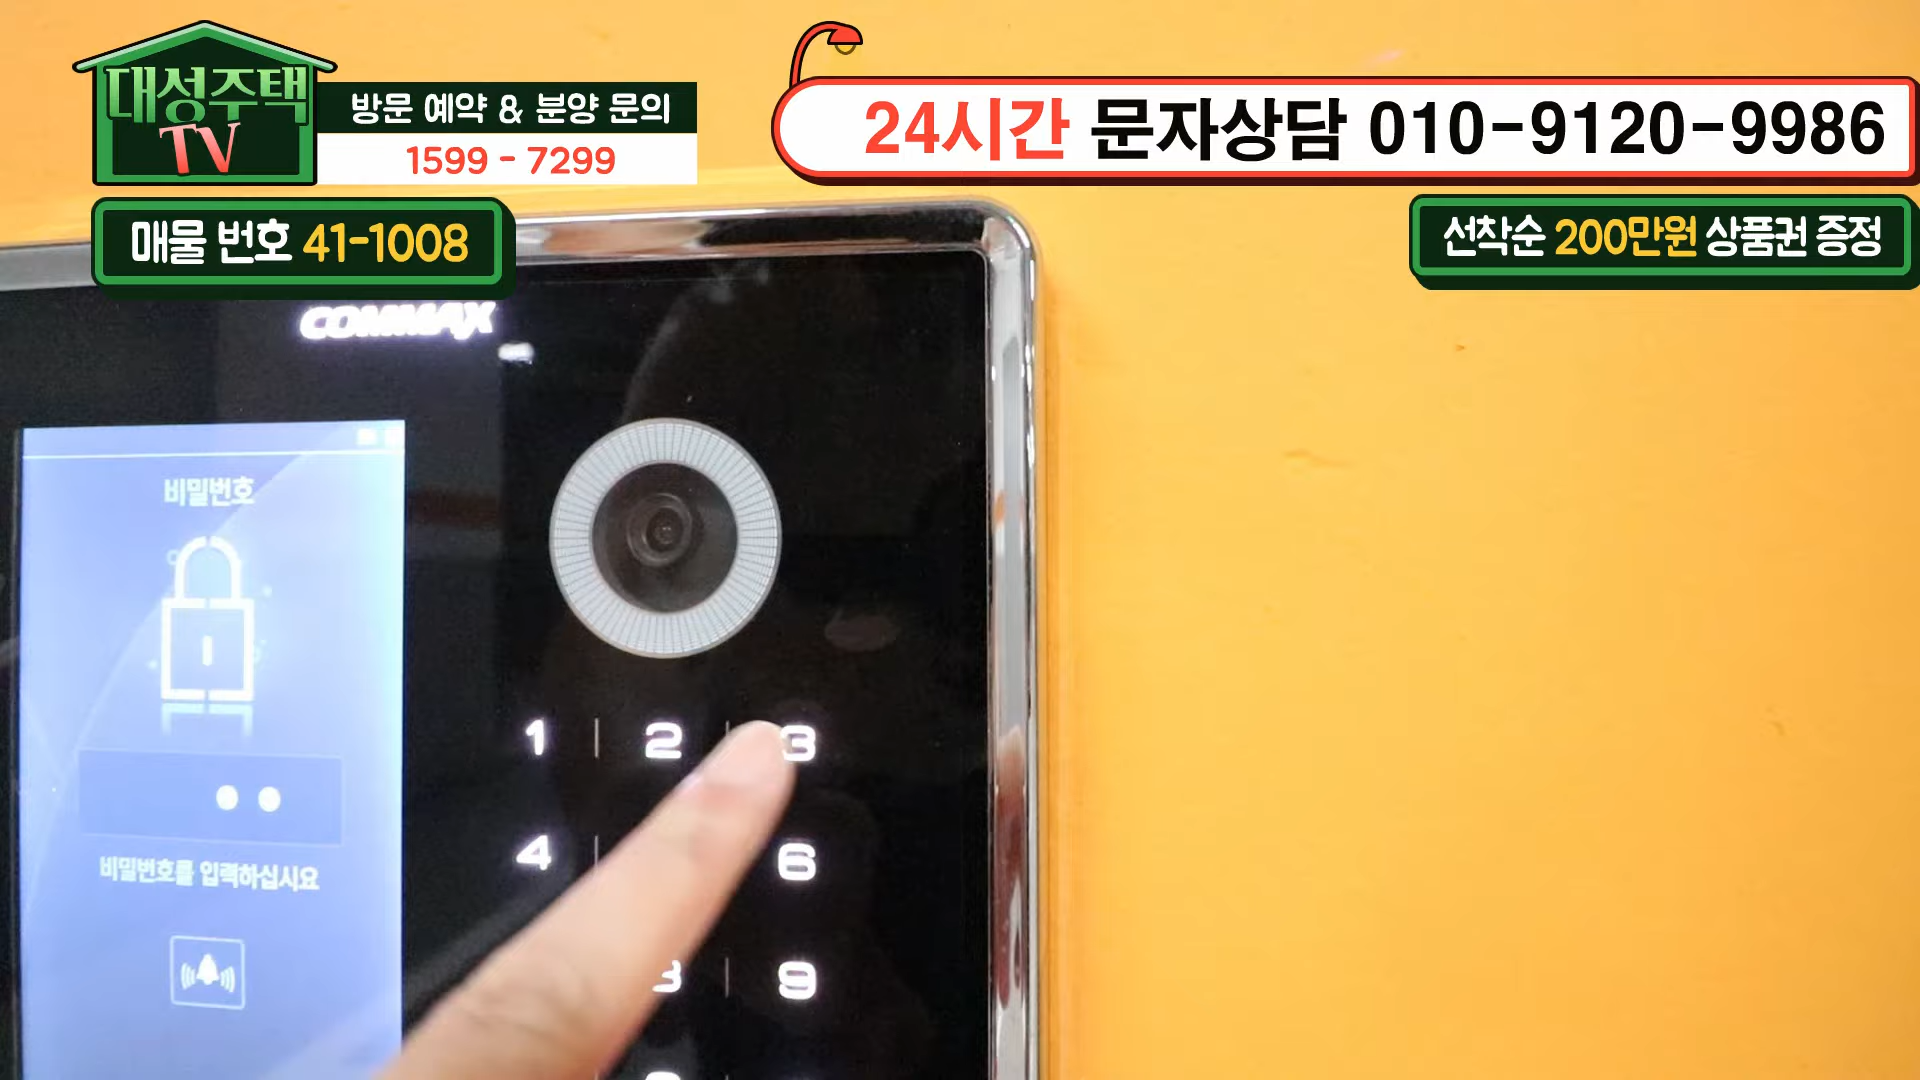 대성주택
TV
방문 예약 & 분양 문의
1599 - 7299
24시간 문자상담 010-9120-9986
매물 번호 41-1008
선착순 200만원 상품권 증정
COMMAX
비밀번호
비밀번호를 입력하십시요
1 2 3
4 6
9